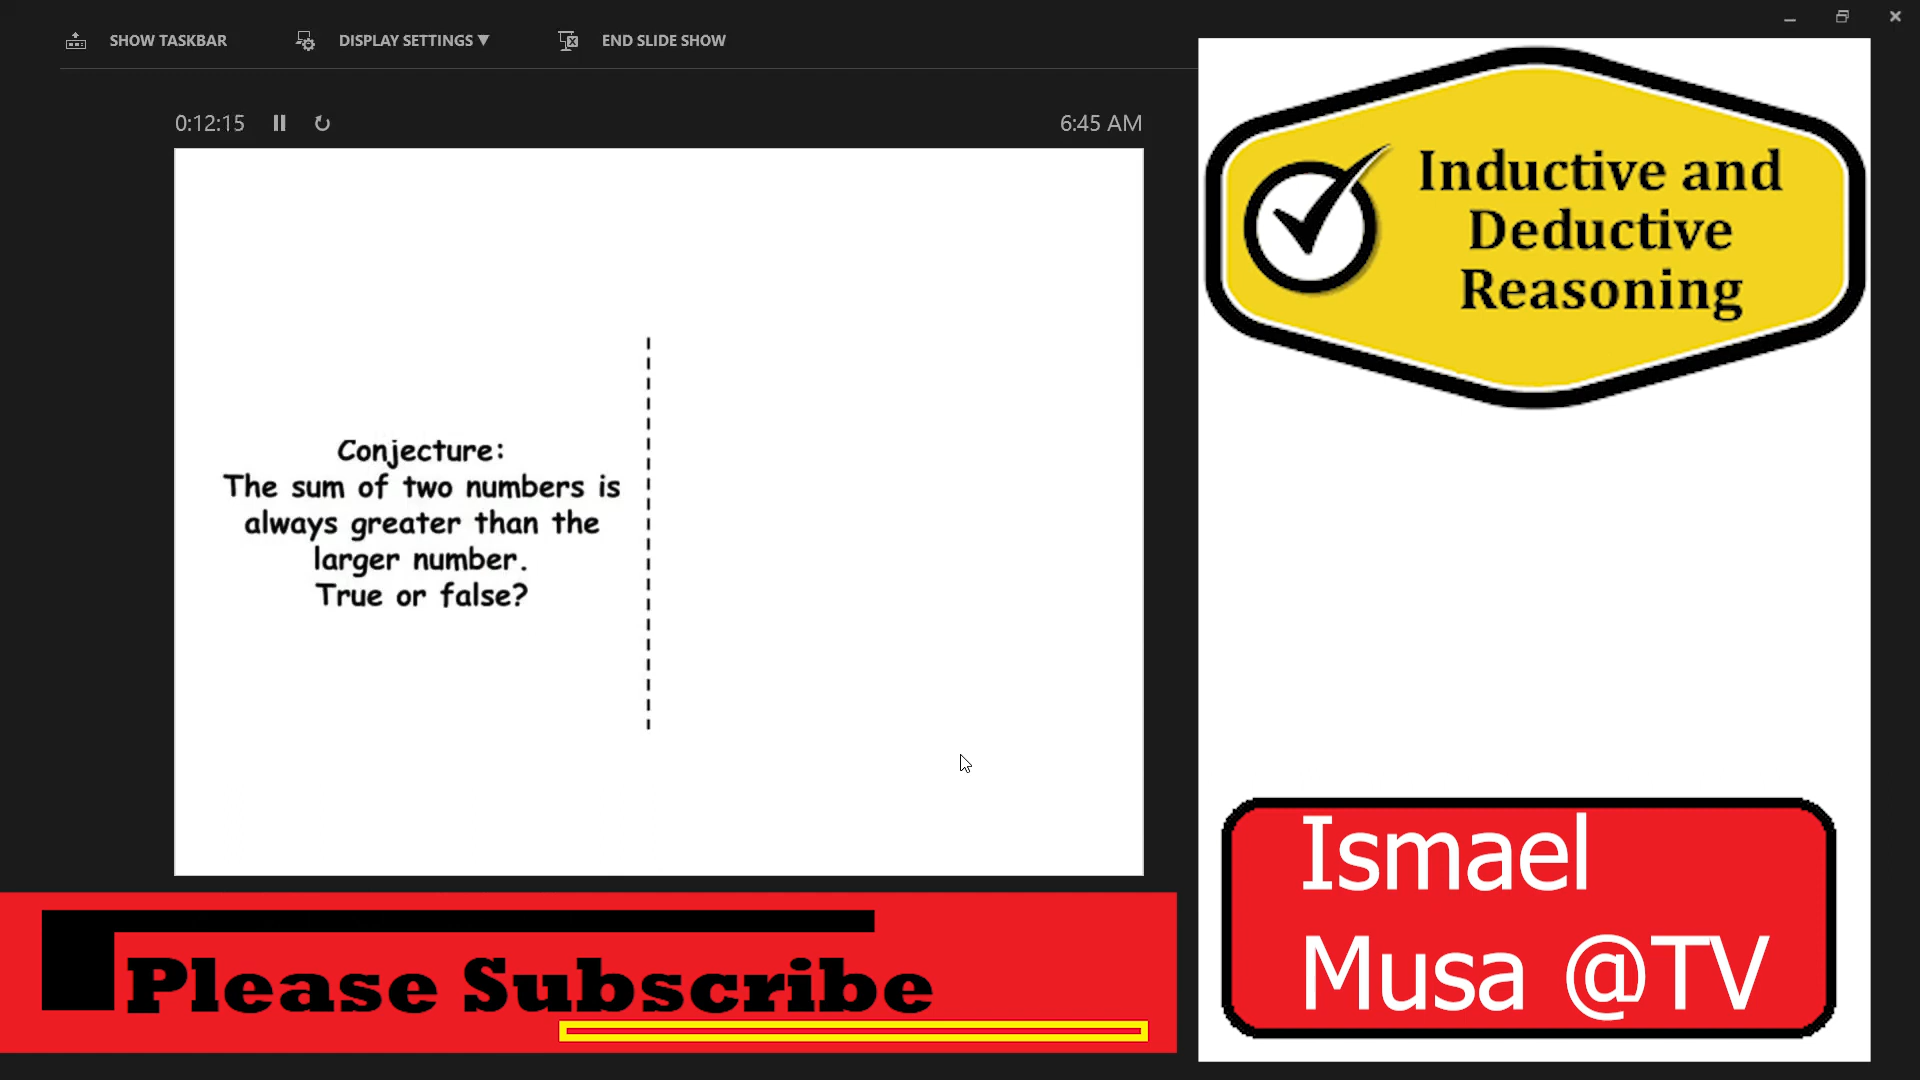 SHOW TASKBAR DISPLAY SETTINGS ▼ END SLIDE SHOW
0:12:15 6:45 AM
Conjecture:
The sum of two numbers is
always greater than the
larger number.
True or false?
Inductive and
Deductive
Reasoning
Please Subscribe
Ismael
Musa @TV